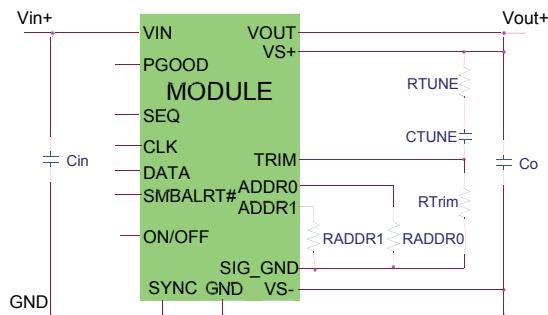 Vin+
Vout+
VIN
VOUT
VS+
PGOOD
RTUNE
MODULE
SEQ
CTUNE
CLK
TRIM
Cin
Co
DATA
ADDR0
SMBALRT#
RTrim
ADDR1
RADDR1
RADDR0
ON/OFF
SIG_GND
SYNC
GND
VS-
GND